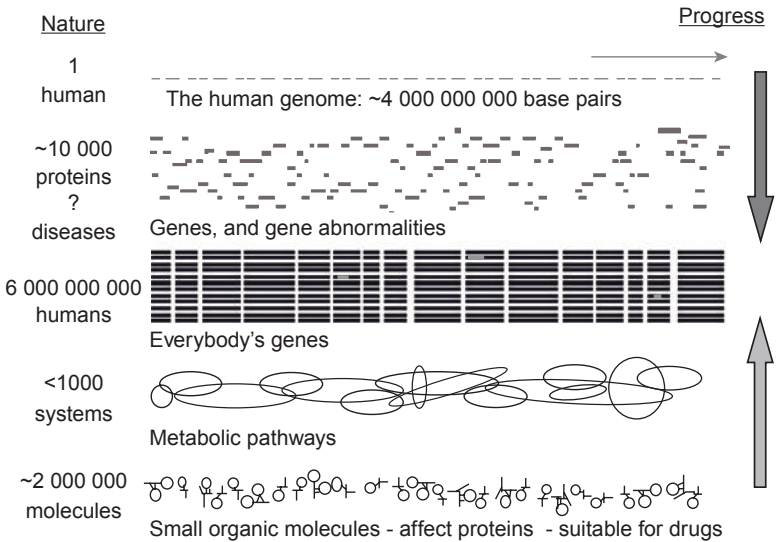 Nature
Progress
1
human
The human genome: ~4 000 000 000 base pairs
~10 000
proteins
?
diseases
Genes, and gene abnormalities
6 000 000 000
humans
Everybody's genes
<1000
systems
Metabolic pathways
~2 000 000
molecules
Small organic molecules - affect proteins - suitable for drugs